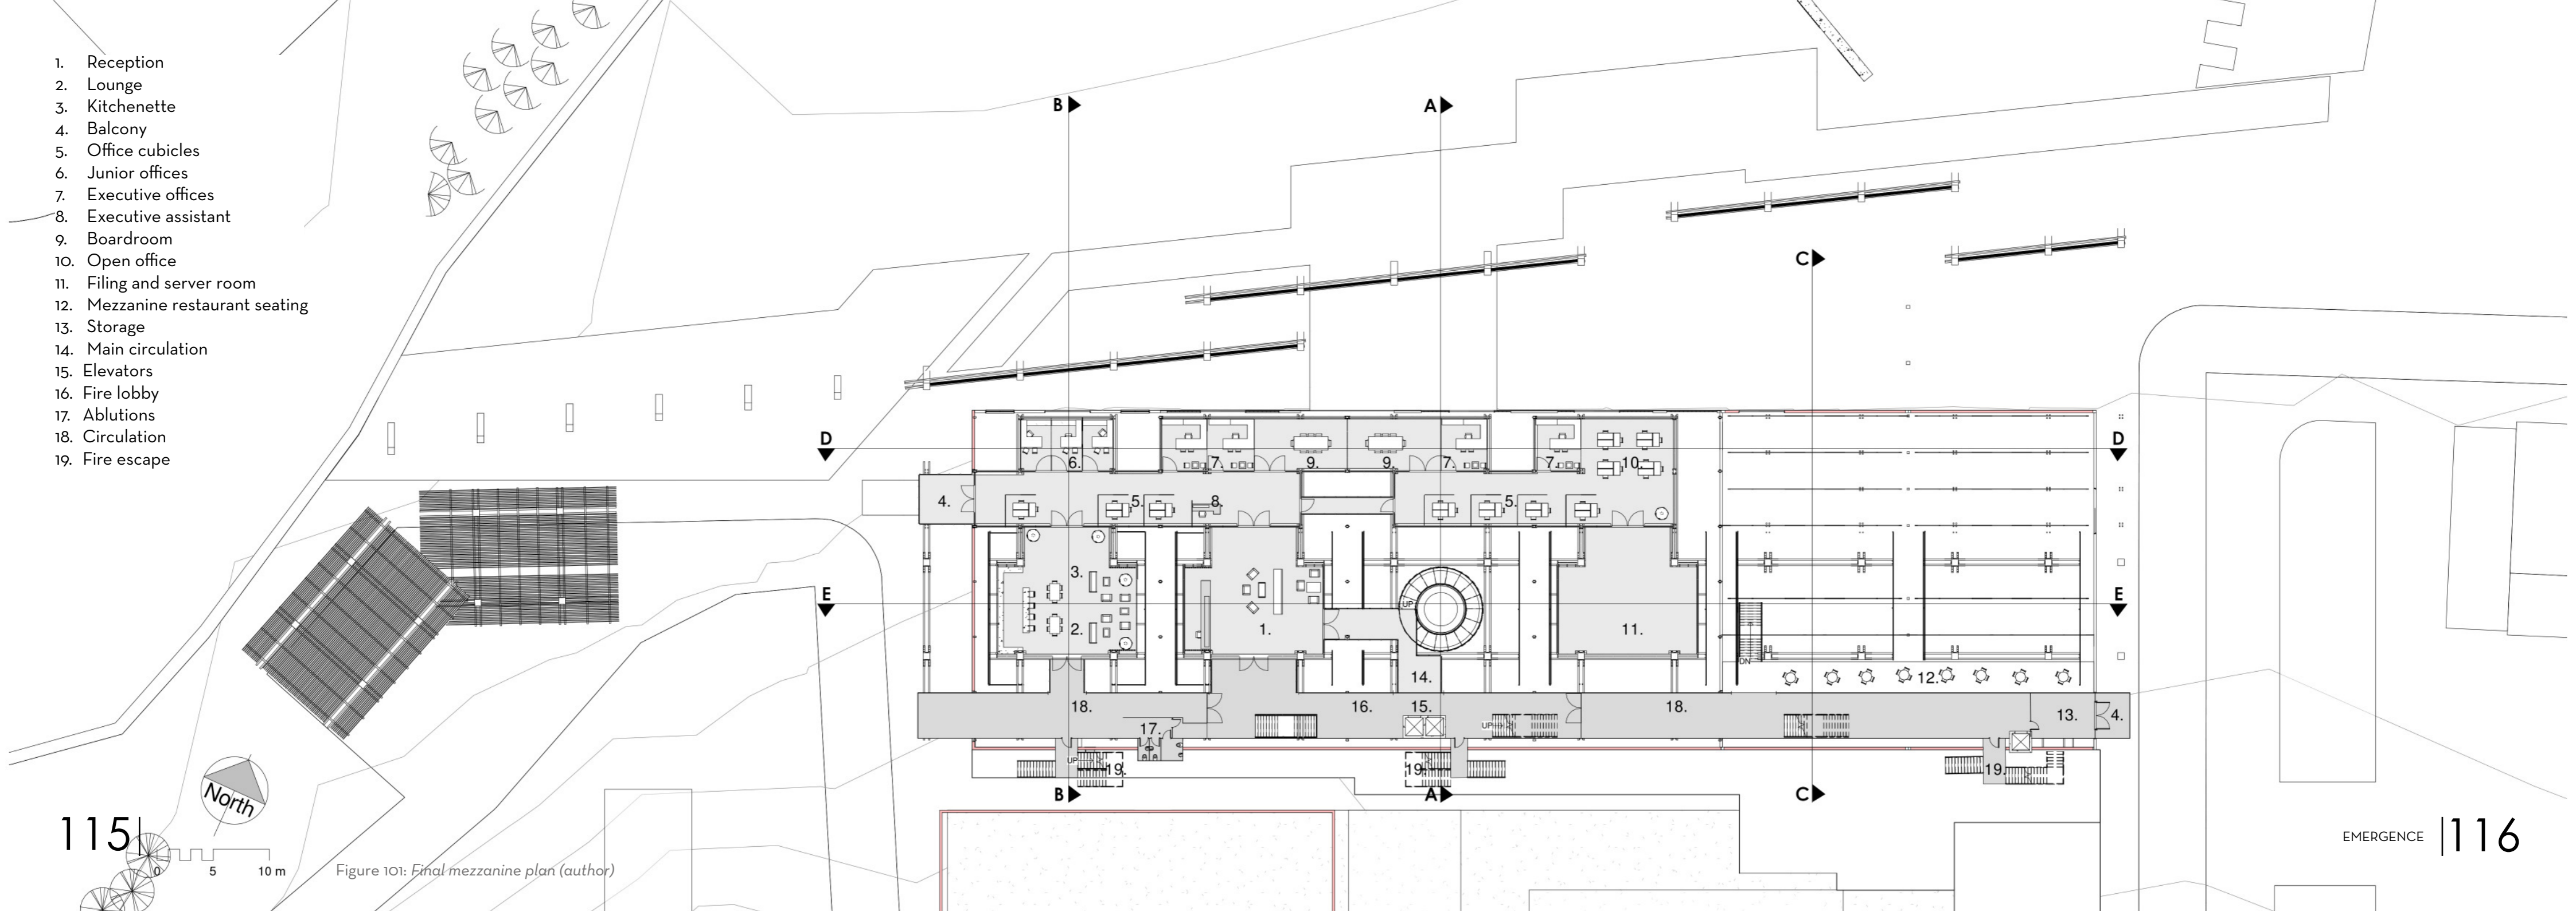 1. Reception
2. Lounge
3. Kitchenette
4. Balcony
5. Office cubicles
6. Junior offices
7. Executive offices
8. Executive assistant
9. Boardroom
10. Open office
11. Filing and server room
12. Mezzanine restaurant seating
13. Storage
14. Main circulation
15. Elevators
16. Fire lobby
17. Ablutions
18. Circulation
19. Fire escape
B
A
C
D
D
6.
7.
9.
9.
7.
7.
10.
4.
5.
8.
5.
3.
E
UP
E
2.
1.
11.
DN
14.
12.
18.
16.
15.
18.
13.
4.
17.
UP
UP
19.
19.
19.
B
A
C
North
115
0 5 10 m
Figure 101: Final mezzanine plan (author)
EMERGENCE
116